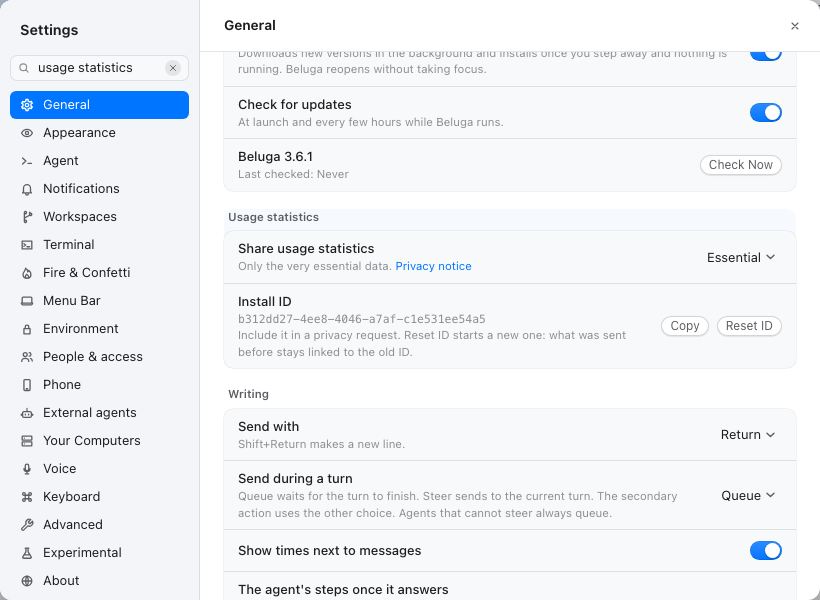 Settings
General
usage statistics
General
Appearance
Agent
Notifications
Workspaces
Terminal
Fire & Confetti
Menu Bar
Environment
People & access
Phone
External agents
Your Computers
Voice
Keyboard
Advanced
Experimental
About
Downloads new versions in the background and installs once you step away and nothing is
running. Beluga reopens without taking focus.
Check for updates
At launch and every few hours while Beluga runs.
Beluga 3.6.1
Last checked: Never
Check Now
Usage statistics
Share usage statistics
Only the very essential data. Privacy notice
Essential
Install ID
b312dd27-4ee8-4046-a7af-c1e531ee54a5
Include it in a privacy request. Reset ID starts a new one: what was sent
before stays linked to the old ID.
Copy
Reset ID
Writing
Send with
Shift+Return makes a new line.
Return
Send during a turn
Queue waits for the turn to finish. Steer sends to the current turn. The secondary
action uses the other choice. Agents that cannot steer always queue.
Queue
Show times next to messages
The agent's steps once it answers